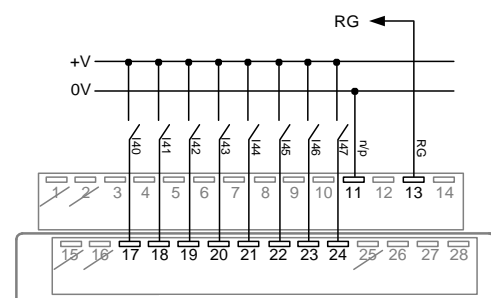 RG
+V
0V
I40 I41 I42 I43 I44 I45 I46 I47 n/p RG
1 2 3 4 5 6 7 8 9 10 11 12 13 14
15 16 17 18 19 20 21 22 23 24 25 26 27 28